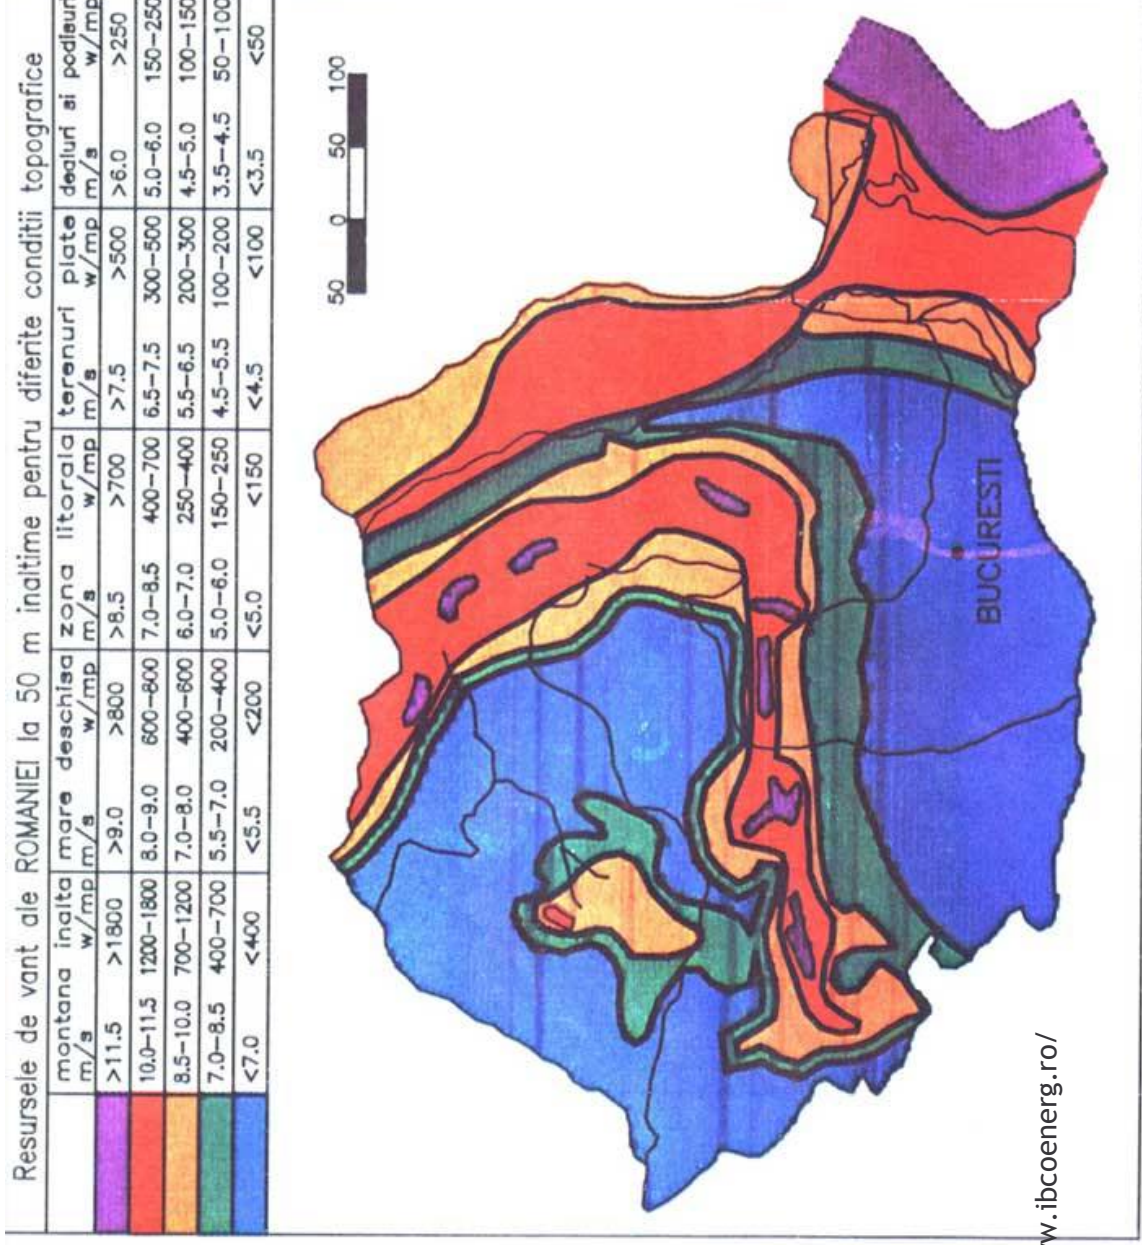 Resursele de vant ale ROMANIEI la 50 m inaltime pentru diferite conditii topografice
montana inalta mare deschisa zona litorala terenuri plate dealuri si podisuri
m/s w/mp m/s w/mp m/s w/mp m/s w/mp m/s w/mp
>11.5 >1800 >9.0 >800 >8.5 >700 >7.5 >500 >6.0 >250
10.0-11.5 1200-1800 8.0-9.0 600-800 7.0-8.5 400-700 6.5-7.5 300-500 5.0-6.0 150-250
8.5-10.0 700-1200 7.0-8.0 400-600 6.0-7.0 250-400 5.5-6.5 200-300 4.5-5.0 100-150
7.0-8.5 400-700 5.5-7.0 200-400 5.0-6.0 150-250 4.5-5.5 100-200 3.5-4.5 50-100
<7.0 <400 <5.5 <200 <5.0 <150 <4.5 <100 <3.5 <50
50 0 50 100
BUCURESTI
w.ibcoenerg.ro/